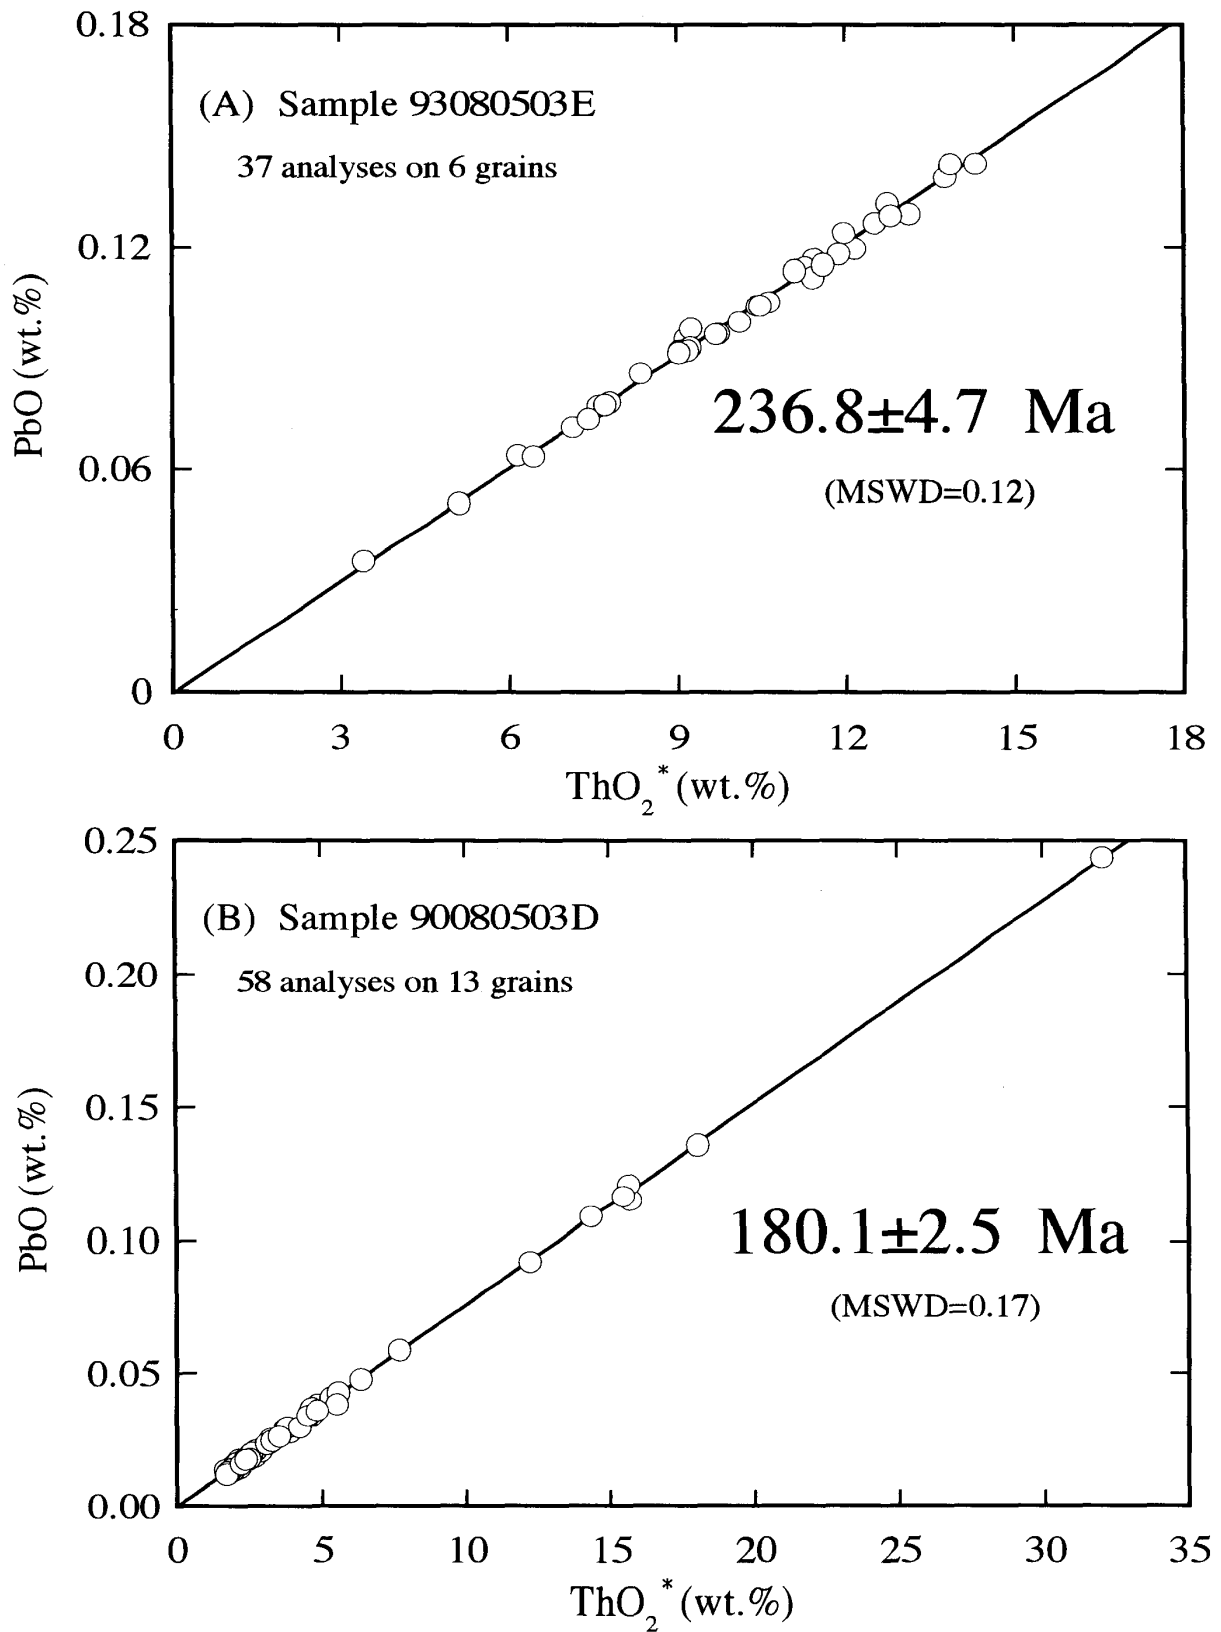 0.18
(A) Sample 93080503E
37 analyses on 6 grains
0.12
PbO (wt.%)
236.8±4.7 Ma
0.06
(MSWD=0.12)
0
0 3 6 9 12 15 18
ThO2* (wt.%)
0.25
(B) Sample 90080503D
58 analyses on 13 grains
0.20
0.15
PbO (wt.%)
180.1±2.5 Ma
0.10
(MSWD=0.17)
0.05
0.00
0 5 10 15 20 25 30 35
ThO2* (wt.%)